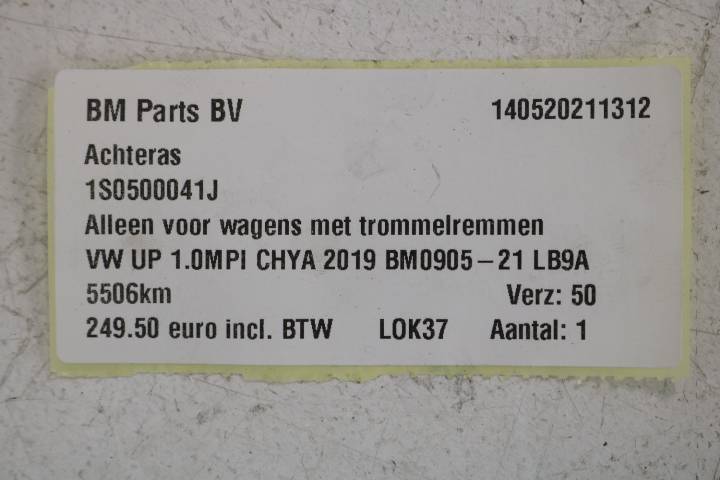 BM Parts BV 140520211312
Achteras
1S0500041J
Alleen voor wagens met trommelremmen
VW UP 1.0MPI CHYA 2019 BM0905-21 LB9A
5506km Verz: 50
249.50 euro incl. BTW LOK37 Aantal: 1